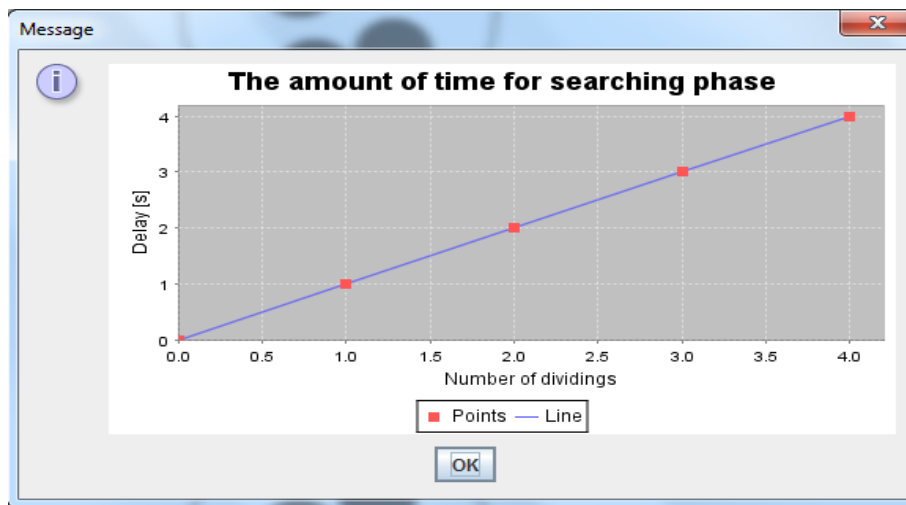 Message
i
The amount of time for searching phase
Delay [s]
4
3
2
1
0
0.0 0.5 1.0 1.5 2.0 2.5 3.0 3.5 4.0
Number of dividings
Points Line
OK